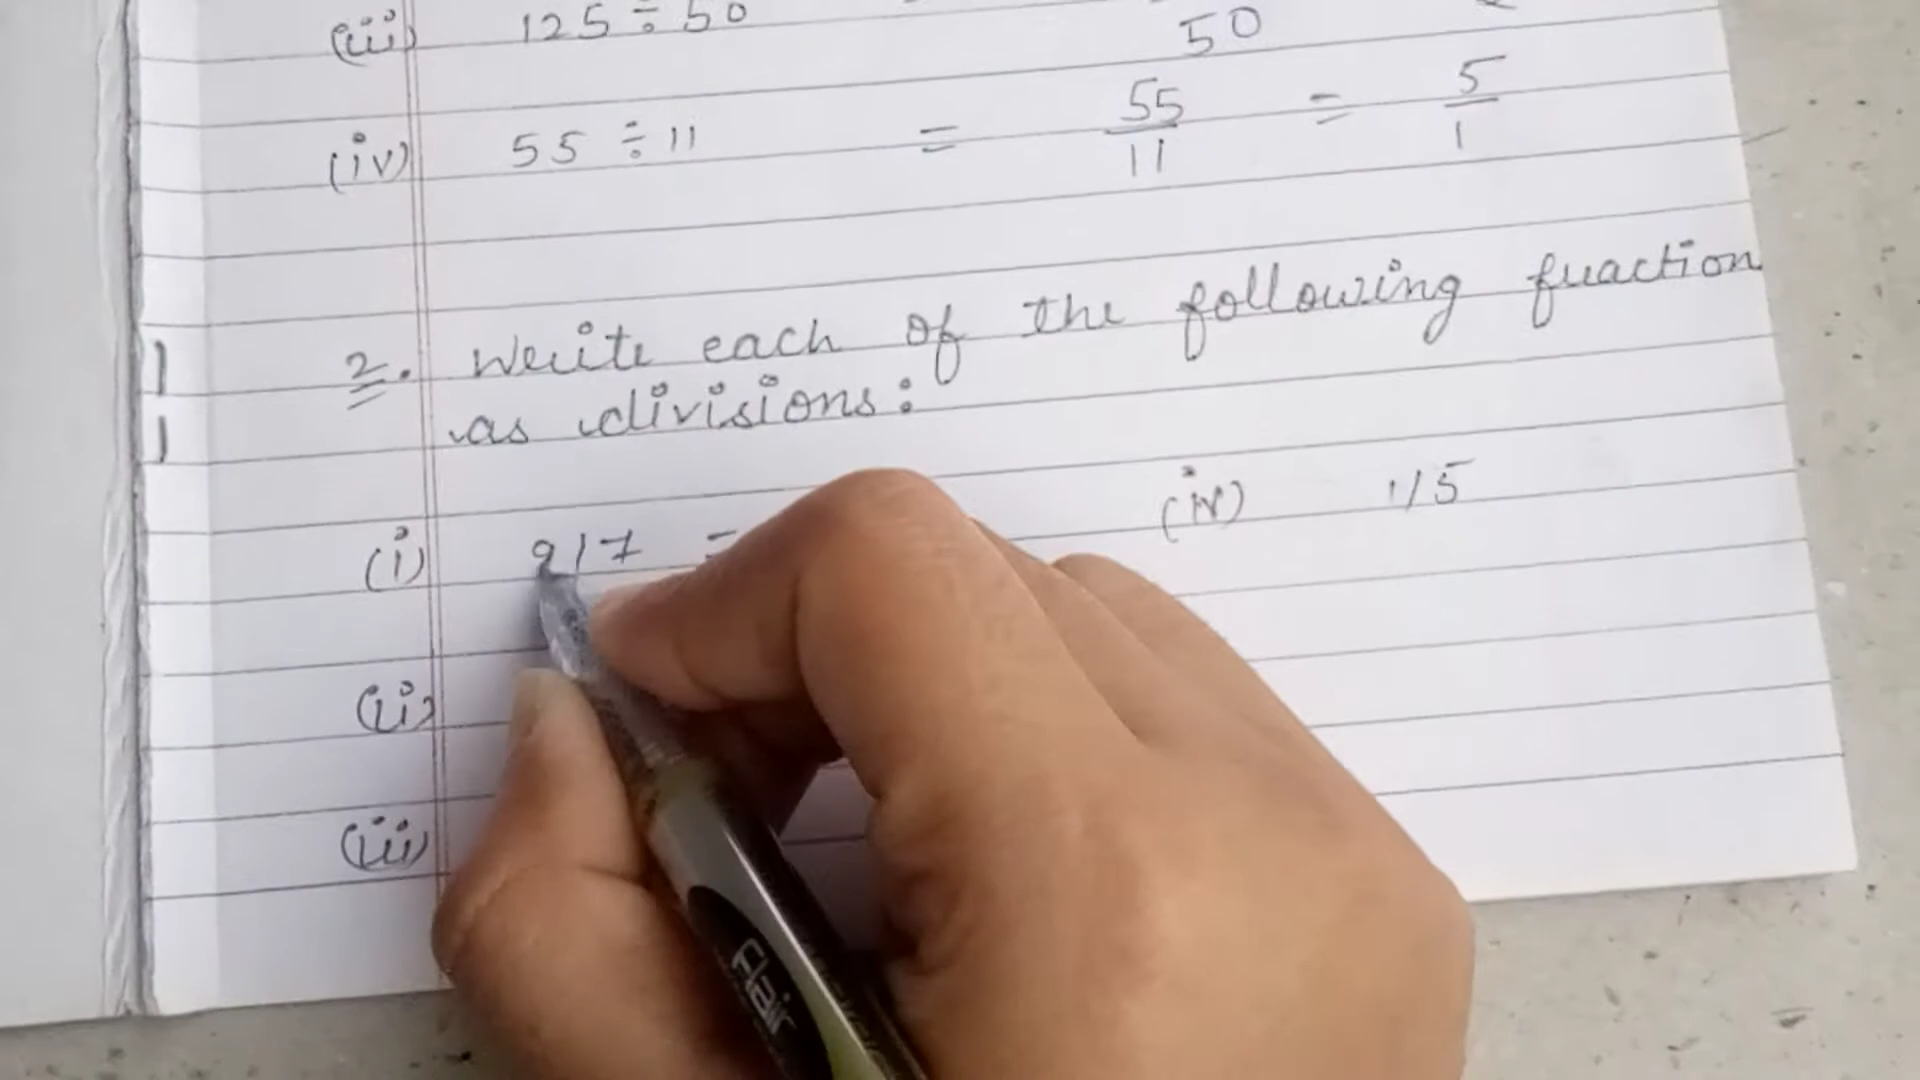 (iii) 125 ÷ 50
50
(iv) 55 ÷ 11 = 55/11 = 5/1
2. Write each of the following fraction
as divisions:
(i) 9/7 =
(iv) 1/5
(ii)
(iii)
Flair